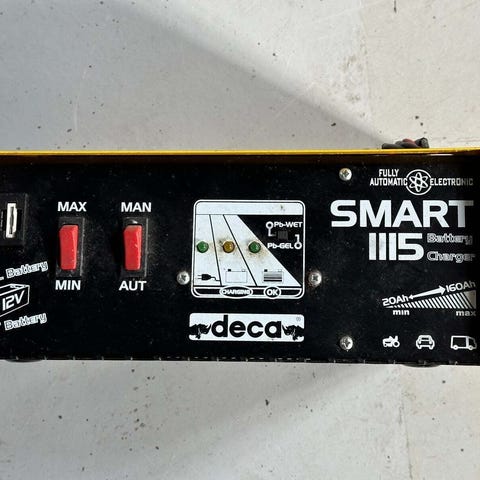 FULLY
AUTOMATIC ELECTRONIC
SMART
1115
Battery
Charger
20Ah 160Ah
min max
MAX
MIN
MAN
AUT
Battery
12V
Battery
Pb-WET
Pb-GEL
CHARGING OK
deca®